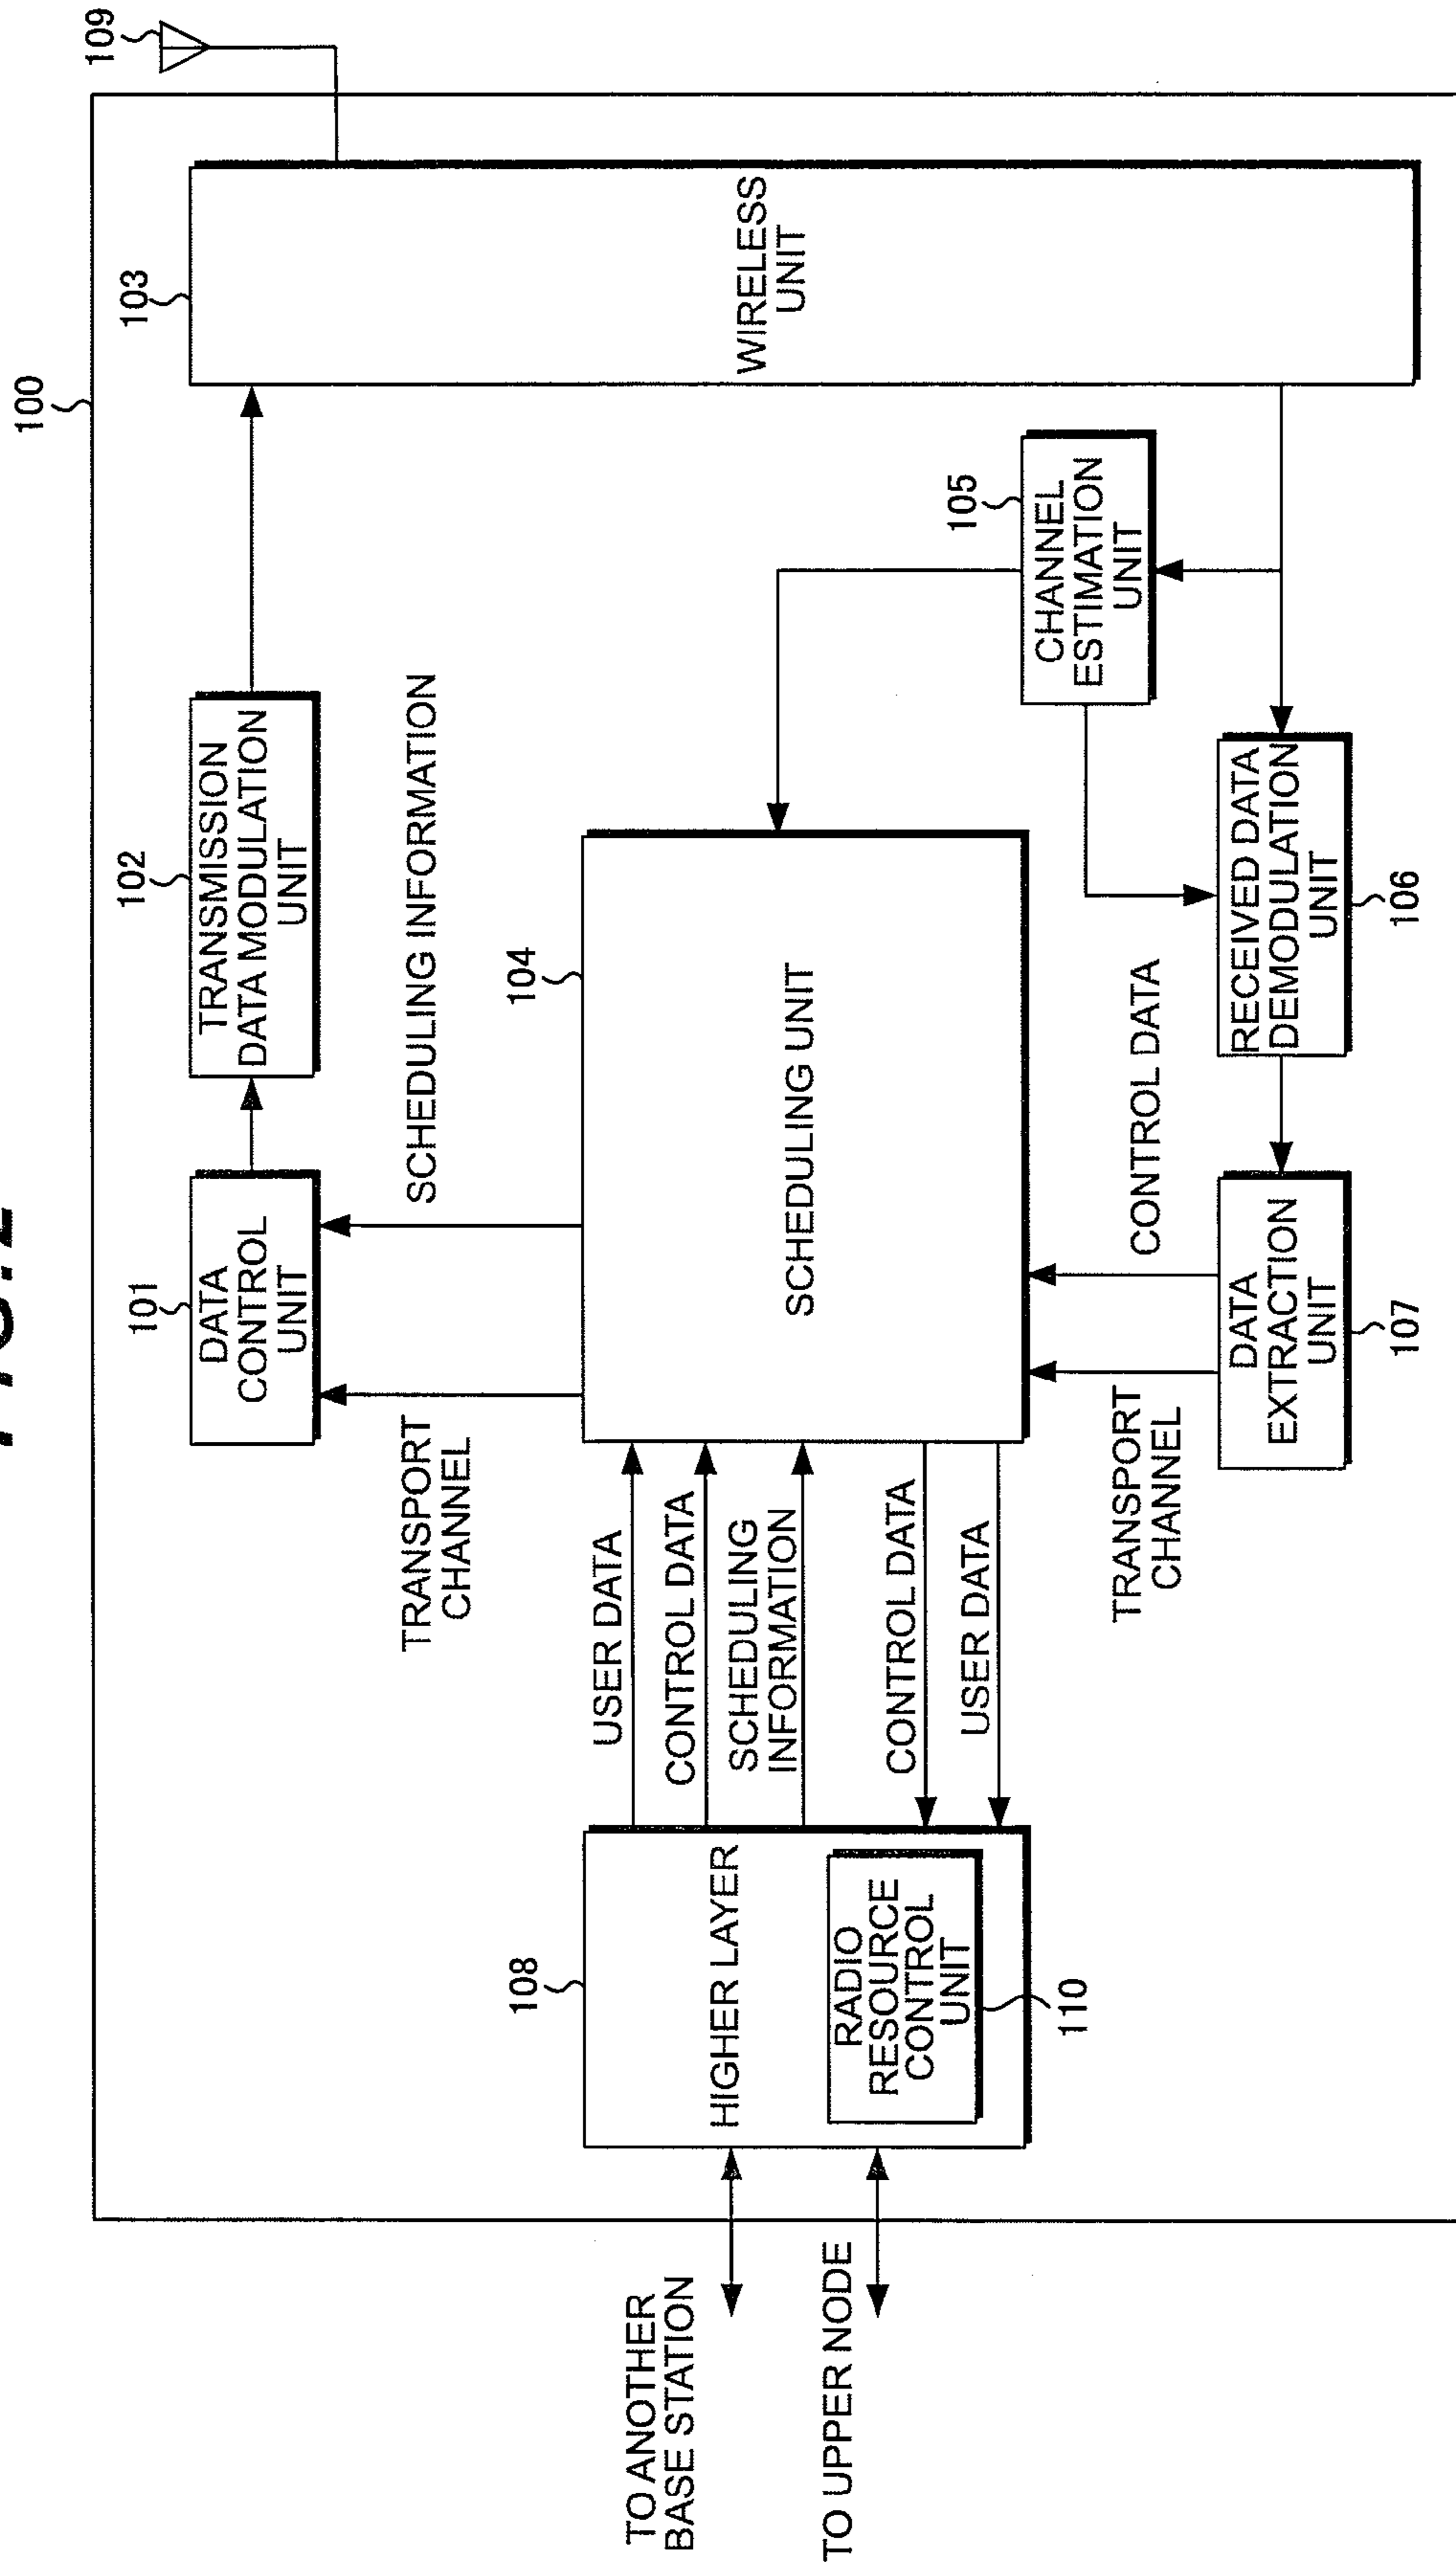 100
109
103
WIRELESS
UNIT
102
TRANSMISSION
DATA MODULATION
UNIT
101
DATA
CONTROL
UNIT
SCHEDULING INFORMATION
TRANSPORT
CHANNEL
104
SCHEDULING UNIT
105
CHANNEL
ESTIMATION
UNIT
RECEIVED DATA
DEMODULATION
UNIT
106
CONTROL DATA
DATA
EXTRACTION
UNIT
107
TRANSPORT
CHANNEL
USER DATA
CONTROL DATA
SCHEDULING
INFORMATION
CONTROL DATA
USER DATA
108
HIGHER LAYER
RADIO
RESOURCE
CONTROL
UNIT
110
TO ANOTHER
BASE STATION
TO UPPER NODE